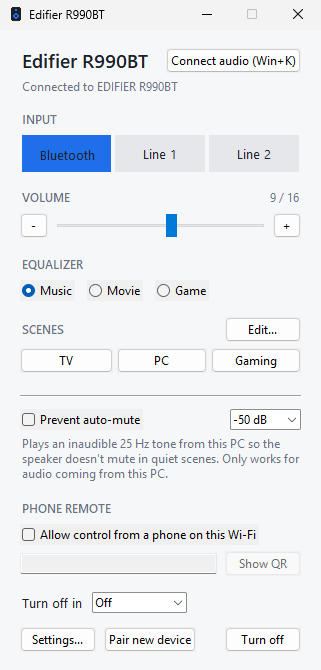 Edifier R990BT
Edifier R990BT
Connect audio (Win+K)
Connected to EDIFIER R990BT
INPUT
Bluetooth
Line 1
Line 2
VOLUME
9 / 16
-
+
EQUALIZER
Music
Movie
Game
SCENES
Edit...
TV
PC
Gaming
Prevent auto-mute
-50 dB
Plays an inaudible 25 Hz tone from this PC so the
speaker doesn't mute in quiet scenes. Only works for
audio coming from this PC.
PHONE REMOTE
Allow control from a phone on this Wi-Fi
Show QR
Turn off in
Off
Settings...
Pair new device
Turn off